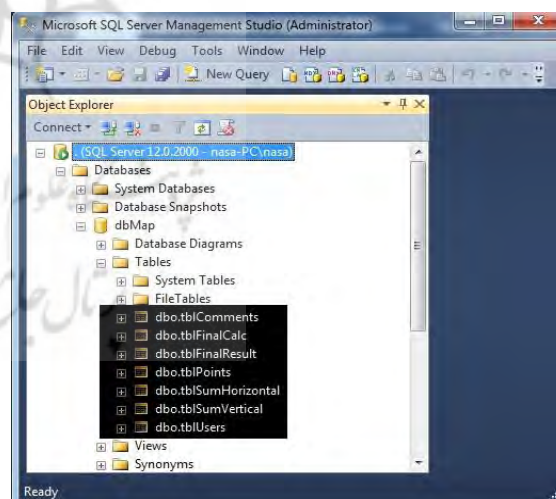 Microsoft SQL Server Management Studio (Administrator)
File Edit View Debug Tools Window Help
New Query
Object Explorer
Connect
. (SQL Server 12.0.2000 - nasa-PC\nasa)
Databases
System Databases
Database Snapshots
dbMap
Database Diagrams
Tables
System Tables
FileTables
dbo.tblComments
dbo.tblFinalCalc
dbo.tblFinalResult
dbo.tblPoints
dbo.tblSumHorizontal
dbo.tblSumVertical
dbo.tblUsers
Views
Synonyms
Ready